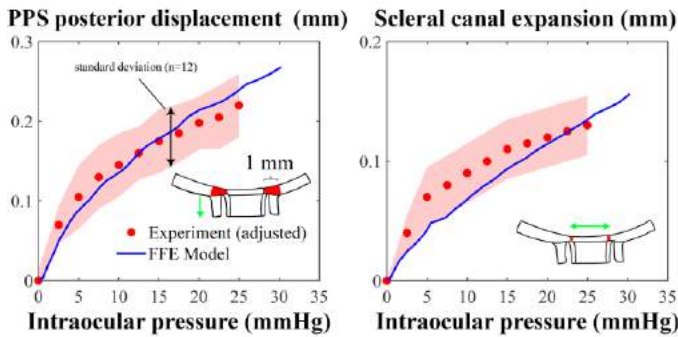 PPS posterior displacement (mm)
0.3
0.2
0.1
0
standard deviation (n=12)
1 mm
Experiment (adjusted)
FFE Model
0 5 10 15 20 25 30 35
Intraocular pressure (mmHg)
Scleral canal expansion (mm)
0.2
0.1
0
0 5 10 15 20 25 30 35
Intraocular pressure (mmHg)